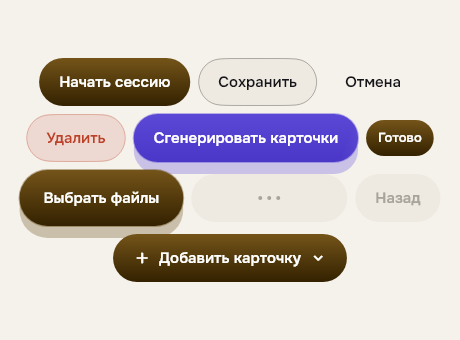 Начать сессию
Сохранить
Отмена
Удалить
Сгенерировать карточки
Готово
Выбрать файлы
Назад
Добавить карточку